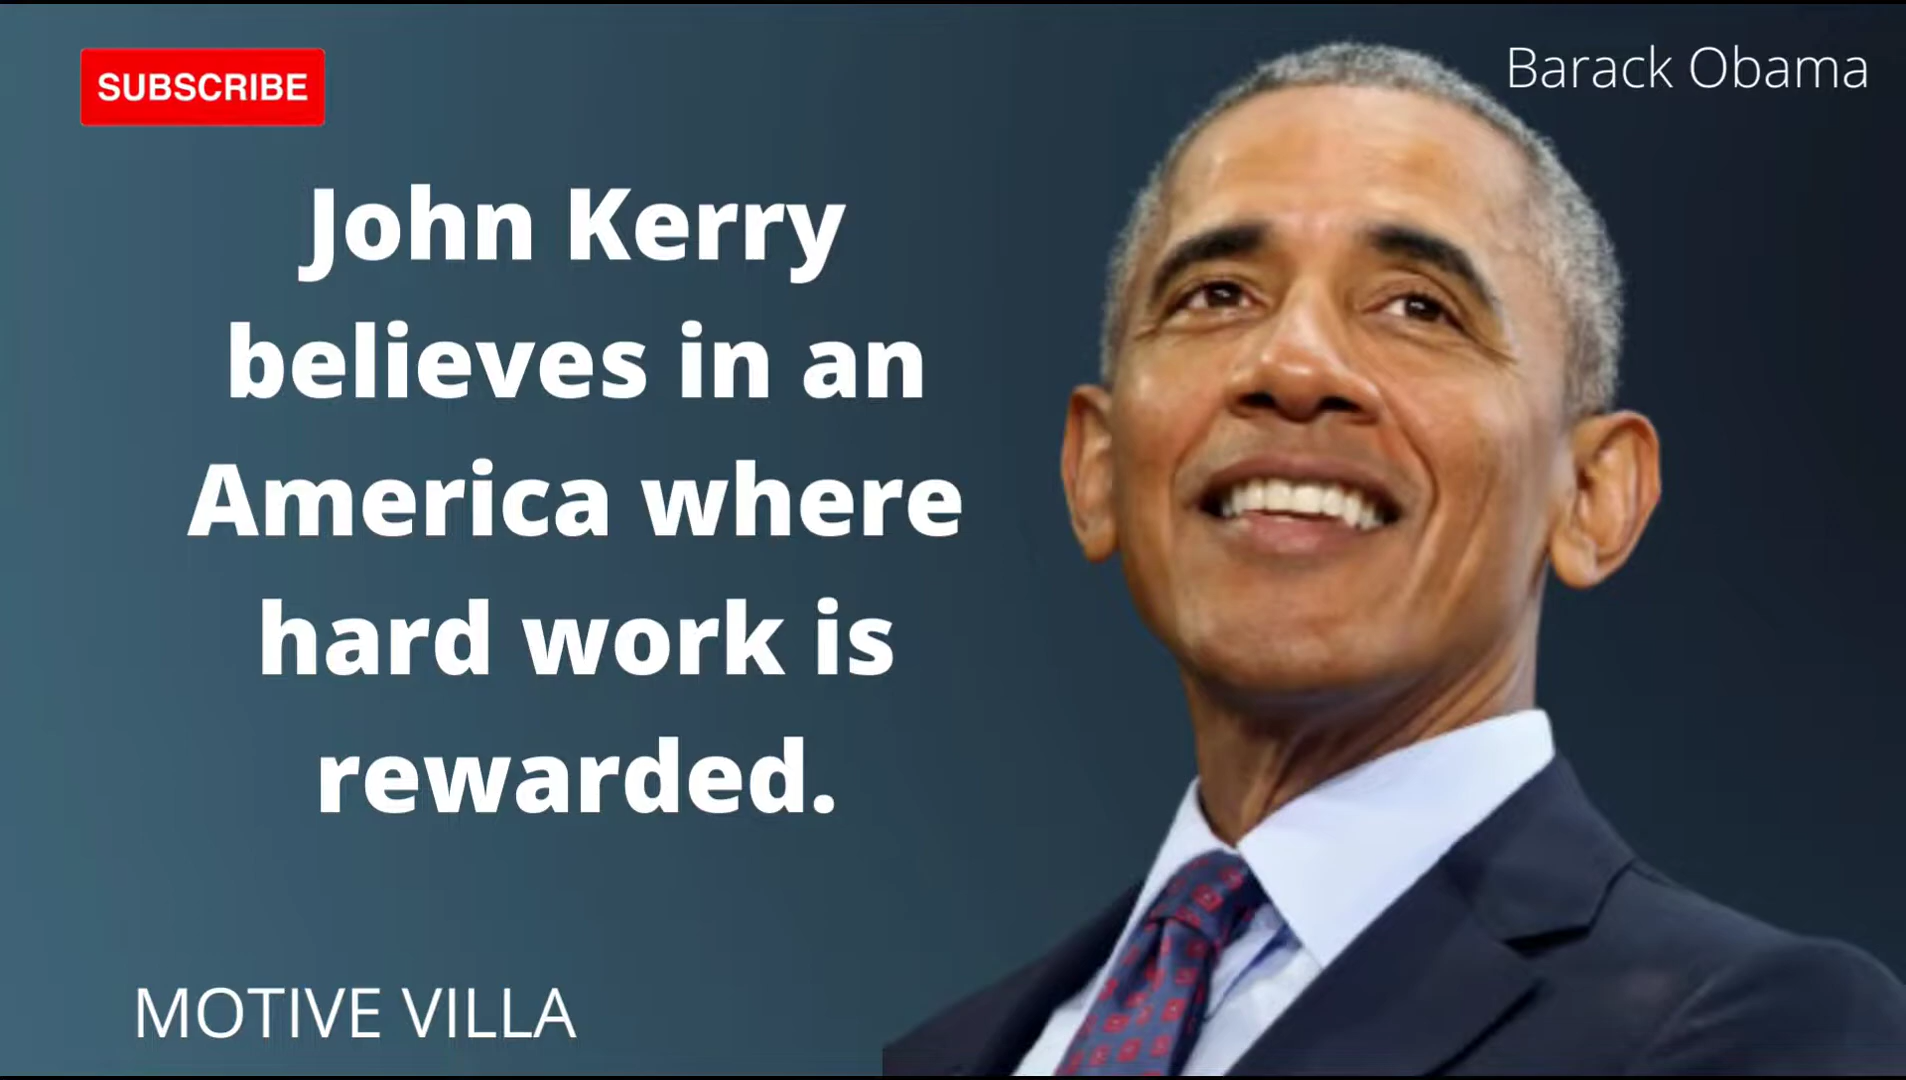 SUBSCRIBE
Barack Obama
John Kerry
believes in an
America where
hard work is
rewarded.
MOTIVE VILLA